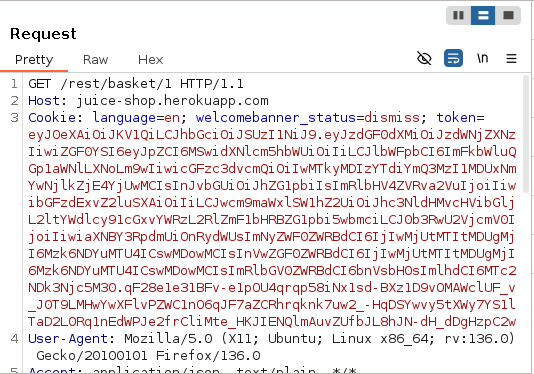 Request
Pretty Raw Hex \n
1 GET /rest/basket/1 HTTP/1.1
2 Host: juice-shop.herokuapp.com
3 Cookie: language=en; welcomebanner_status=dismiss; token=
eyJ0eXAiOiJKV1QiLCJhbGciOiJSUzI1NiJ9.eyJzdGF0dXMiOiJzdWNjZXNz
IiwiZGF0YSI6eyJpZCI6MSwidXNlcm5hbWUiOiIiLCJlbWFpbCI6ImFkbWluQ
Gp1aWNlLXNoLm9wIiwicGFzc3dvcmQiOiIwMTkyMDIzYTdiYmQ3MzI1MDUxNm
YwNjlkZjE4YjUwMCIsInJvbGUiOiJhZG1pbiIsImRlbHV4ZVRva2VuIjoiIiw
ibGFzdExvZ2luSXAiOiIiLCJwcm9maWxlSW1hZ2UiOiJhc3NldHMvcHVibGlj
L2ltYWdlcy91cGxvYWRzL2RlZmF1bHRBZG1pbi5wbmciLCJ0b3RwU2VjcmV0I
joiIiwiaXNBY3RpdmUiOnRydWUsImNyZWF0ZWRBdCI6IjIwMjUtMTItMDUgMj
I6Mzk6NDYuMTU4ICswMDowMCIsInVwZGF0ZWRBdCI6IjIwMjUtMTItMDUgMjI
6Mzk6NDYuMTU4ICswMDowMCIsImRlbGV0ZWRBdCI6bnVsbH0sImlhdCI6MTc2
NDk3Njc5M30.qF28e1e31BFv-e1pOU4qrqp58iNx1sd-BXz1D9vOMAWclUF_v
_J0T9LMHwYwXFlvPZWC1nO6qJF7aZCRhrqknk7uw2_-HqDSYwvy5tXWy7YS1l
TaD2L0Rq1nEdWPJe2frCliMte_HKJIENQlmAuvZUfbJL8hJN-dH_dDgHzpC2w
4 User-Agent: Mozilla/5.0 (X11; Ubuntu; Linux x86_64; rv:136.0)
Gecko/20100101 Firefox/136.0
5 Accept: application/json, text/plain, */*